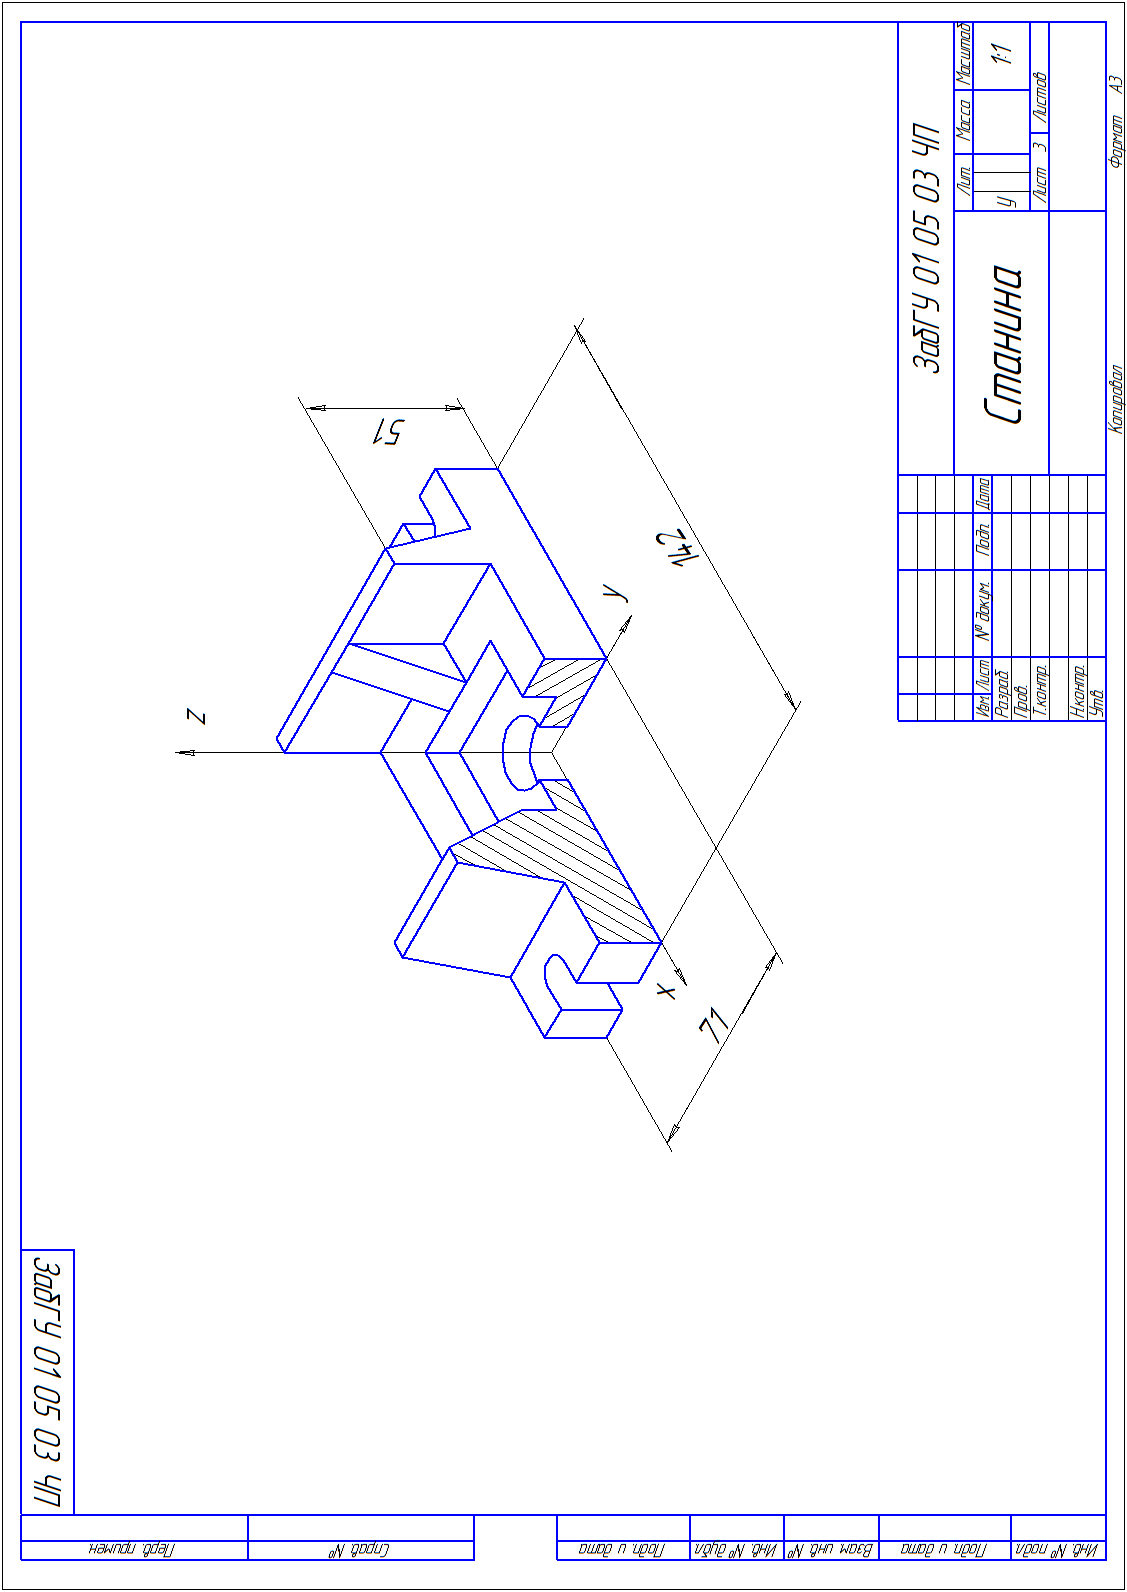 ЗабГУ 01 05 03 ЧП
z
51
142
y
x
71
ЗабГУ 01 05 03 ЧП
Изм Лист № докум. Подп. Дата
Разраб.
Пров.
Т.контр.
Н.контр.
Утв.
Станина
Лит. Масса Масштаб
У 1:1
Лист 3 Листов
Копировал Формат А3
Перв. примен.
Справ. №
Подп. и дата
Инв. № дубл.
Взам. инв. №
Подп. и дата
Инв. № подл.